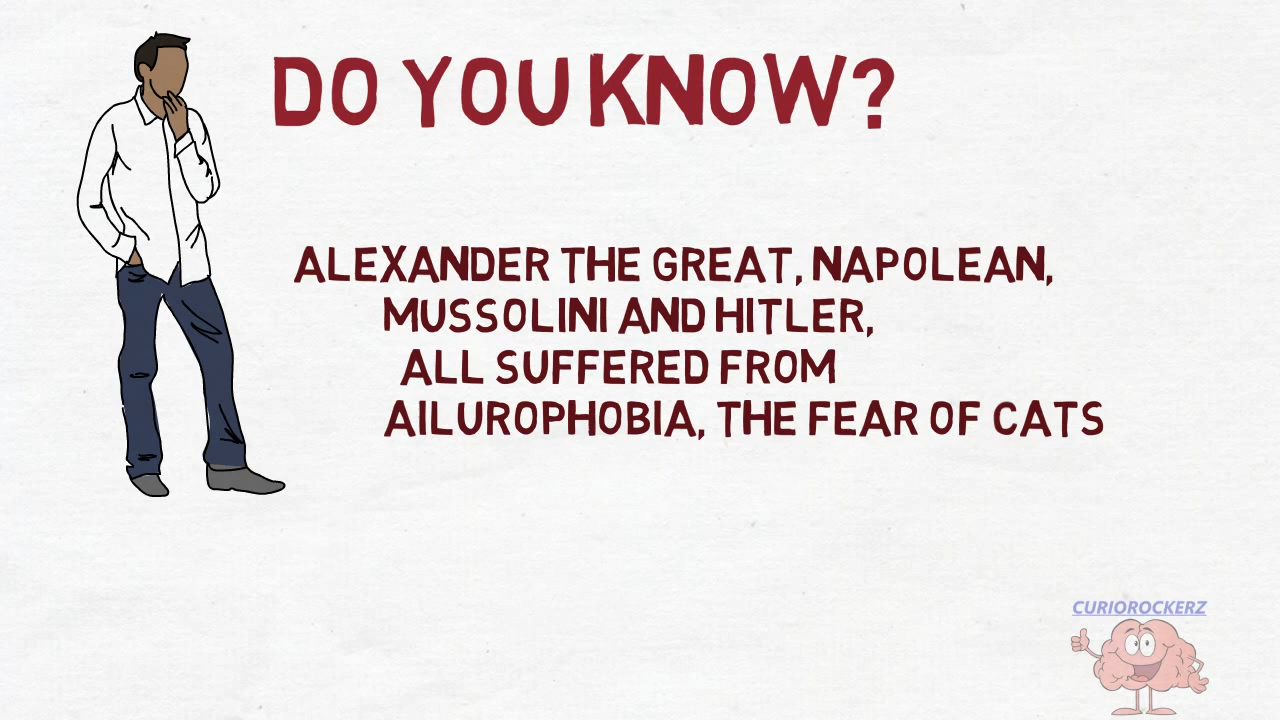 DO YOU KNOW?
ALEXANDER THE GREAT, NAPOLEAN,
MUSSOLINI AND HITLER,
ALL SUFFERED FROM
AILUROPHOBIA, THE FEAR OF CATS
CURIOROCKERZ